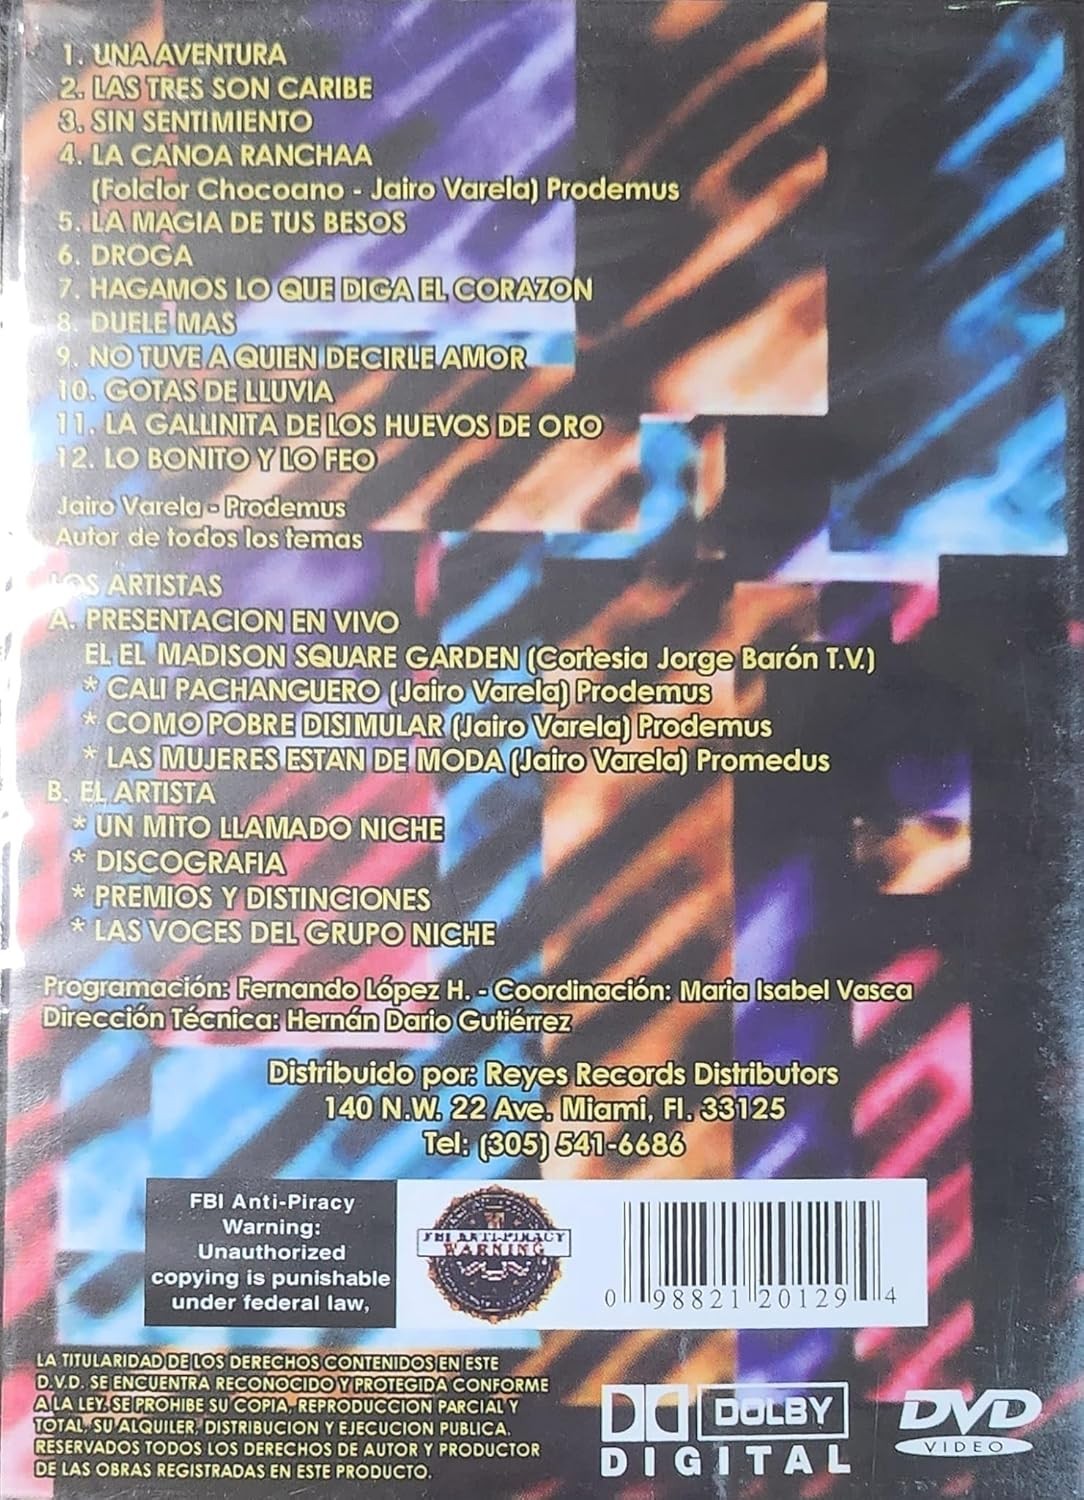 1. UNA AVENTURA
2. LAS TRES SON CARIBE
3. SIN SENTIMIENTO
4. LA CANOA RANCHAA
(Folclor Chocoano - Jairo Varela) Prodemus
5. LA MAGIA DE TUS BESOS
6. DROGA
7. HAGAMOS LO QUE DIGA EL CORAZON
8. DUELE MAS
9. NO TUVE A QUIEN DECIRLE AMOR
10. GOTAS DE LLUVIA
11. LA GALLINITA DE LOS HUEVOS DE ORO
12. LO BONITO Y LO FEO
Jairo Varela - Prodemus
Autor de todos los temas
LOS ARTISTAS
A. PRESENTACION EN VIVO
EL EL MADISON SQUARE GARDEN (Cortesia Jorge Barón T.V.)
* CALI PACHANGUERO (Jairo Varela) Prodemus
* COMO POBRE DISIMULAR (Jairo Varela) Prodemus
* LAS MUJERES ESTAN DE MODA (Jairo Varela) Promedus
B. EL ARTISTA
* UN MITO LLAMADO NICHE
* DISCOGRAFIA
* PREMIOS Y DISTINCIONES
* LAS VOCES DEL GRUPO NICHE
Programación: Fernando López H. - Coordinación: Maria Isabel Vasca
Dirección Técnica: Hernán Dario Gutiérrez
Distribuido por: Reyes Records Distributors
140 N.W. 22 Ave. Miami, Fl. 33125
Tel: (305) 541-6686
FBI Anti-Piracy
Warning:
Unauthorized
copying is punishable
under federal law,
FBI ANTI-PIRACY
WARNING
0 98821 20129 4
LA TITULARIDAD DE LOS DERECHOS CONTENIDOS EN ESTE
D.V.D. SE ENCUENTRA RECONOCIDO Y PROTEGIDA CONFORME
A LA LEY. SE PROHIBE SU COPIA, REPRODUCCION PARCIAL Y
TOTAL, SU ALQUILER, DISTRIBUCION Y EJECUCION PUBLICA.
RESERVADOS TODOS LOS DERECHOS DE AUTOR Y PRODUCTOR
DE LAS OBRAS REGISTRADAS EN ESTE PRODUCTO.
DOLBY
DIGITAL
DVD
VIDEO